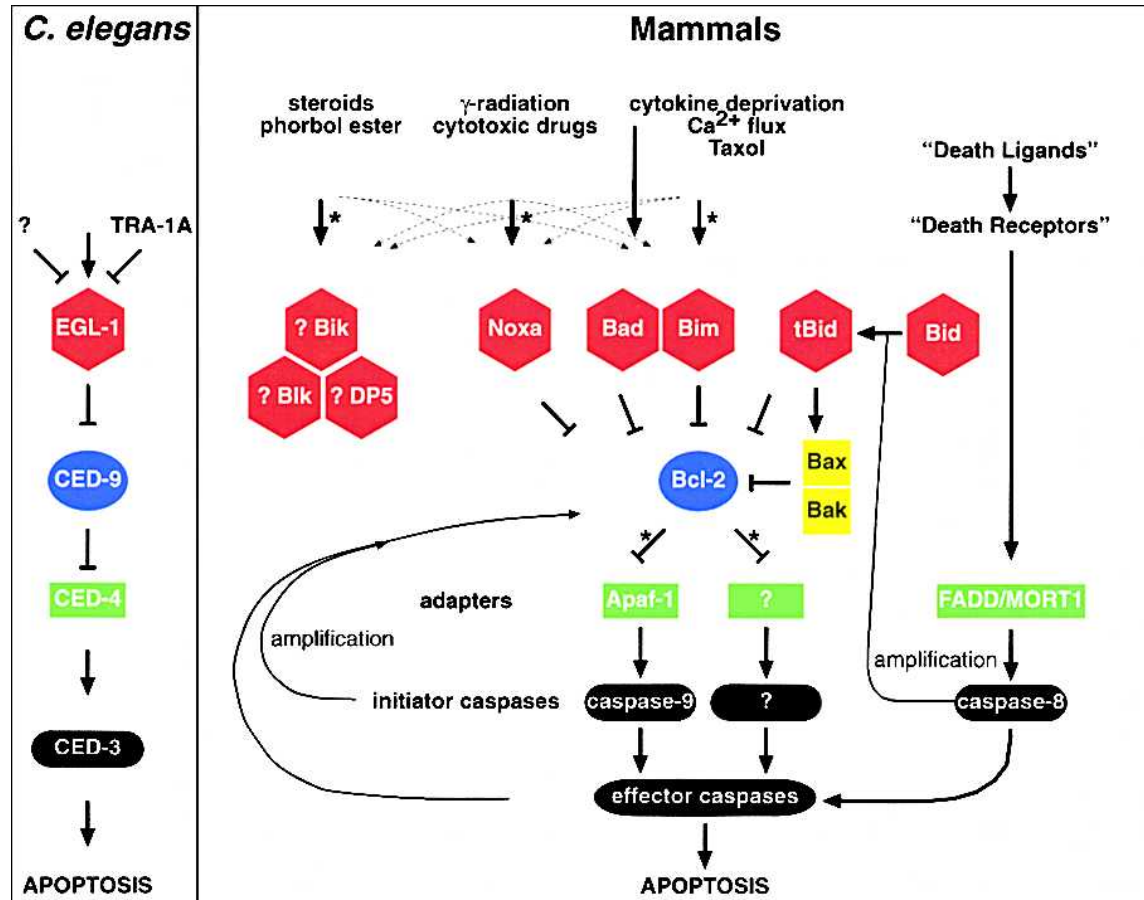 C. elegans
?
TRA-1A
EGL-1
CED-9
CED-4
CED-3
APOPTOSIS
Mammals
steroids
phorbol ester
γ-radiation
cytotoxic drugs
cytokine deprivation
Ca2+ flux
Taxol
“Death Ligands”
“Death Receptors”
*
*
*
? Bik
? Blk
? DP5
Noxa
Bad
Bim
tBid
Bid
Bax
Bak
Bcl-2
*
*
adapters
Apaf-1
?
FADD/MORT1
amplification
amplification
initiator caspases
caspase-9
?
caspase-8
effector caspases
APOPTOSIS